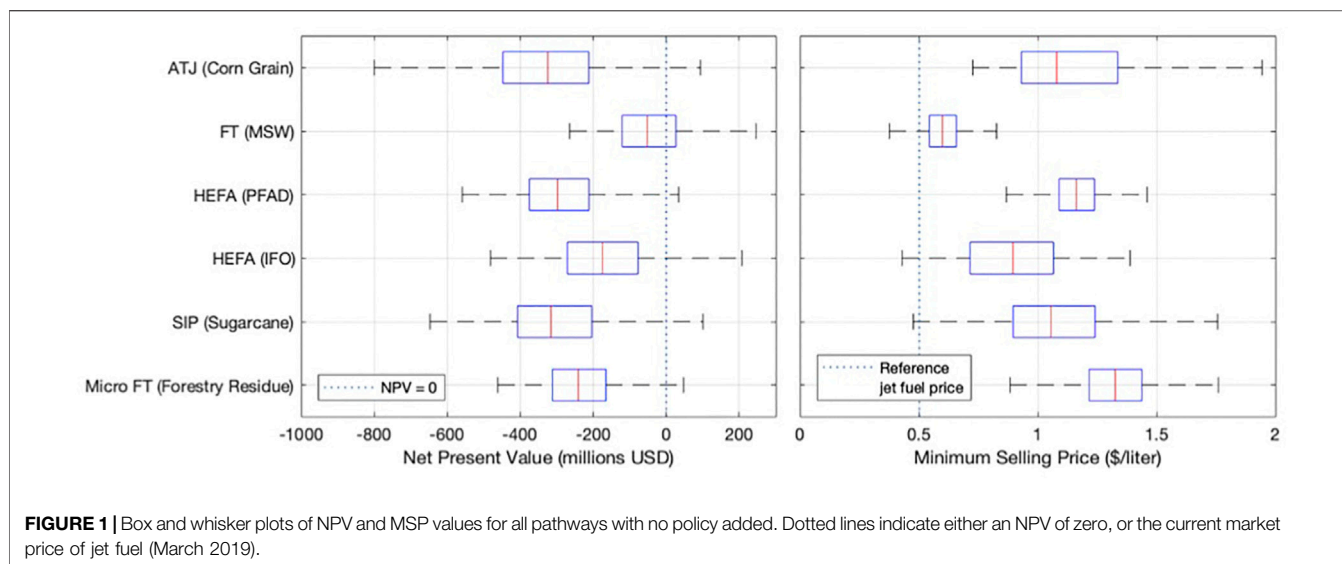 ATJ (Corn Grain)
FT (MSW)
HEFA (PFAD)
HEFA (IFO)
SIP (Sugarcane)
Micro FT (Forestry Residue)
NPV = 0
-1000 -800 -600 -400 -200 0 200
Net Present Value (millions USD)
Reference
jet fuel price
0 0.5 1 1.5 2
Minimum Selling Price ($/liter)
FIGURE 1 | Box and whisker plots of NPV and MSP values for all pathways with no policy added. Dotted lines indicate either an NPV of zero, or the current market
price of jet fuel (March 2019).